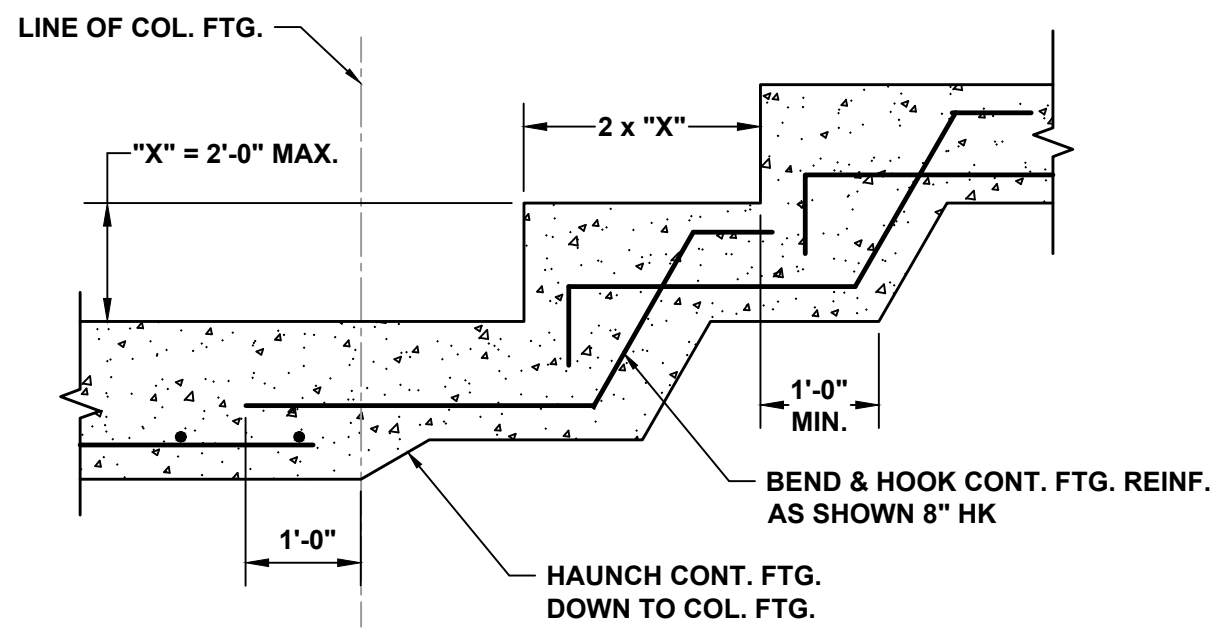 LINE OF COL. FTG.
2 x "X"
"X" = 2'-0" MAX.
1'-0"
MIN.
BEND & HOOK CONT. FTG. REINF.
AS SHOWN 8" HK
1'-0"
HAUNCH CONT. FTG.
DOWN TO COL. FTG.